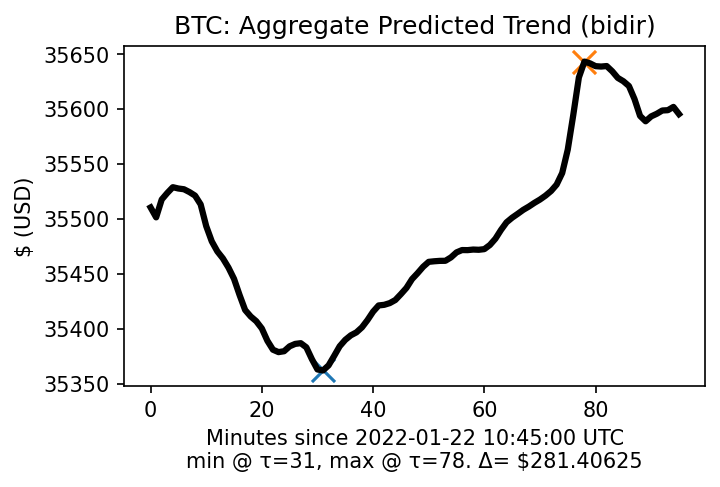 BTC: Aggregate Predicted Trend (bidir)
35650
35600
35550
35500
35450
35400
35350
$ (USD)
0 20 40 60 80
Minutes since 2022-01-22 10:45:00 UTC
min @ τ=31, max @ τ=78. Δ= $281.40625